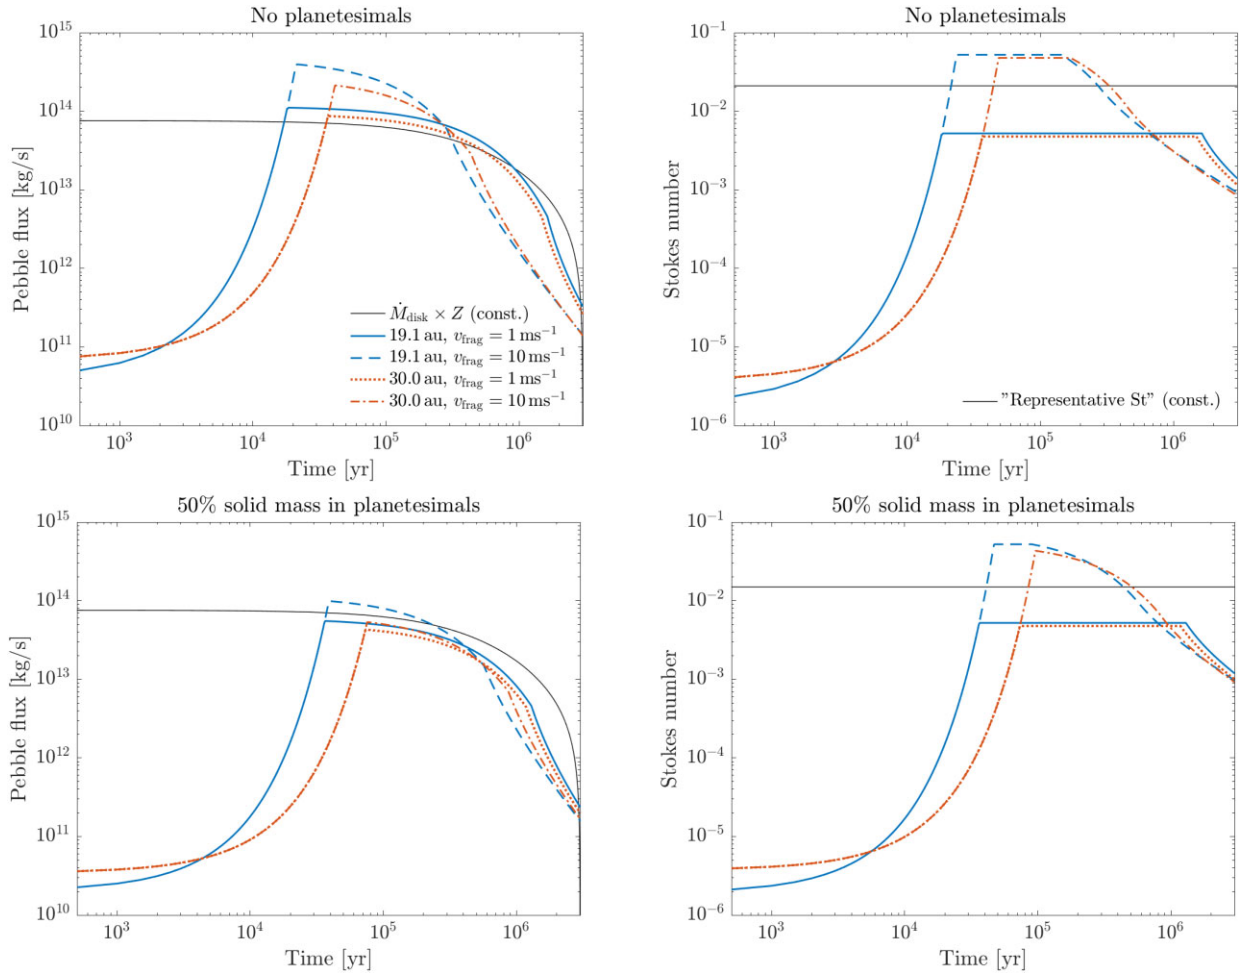 No planetesimals
10^15
10^14
10^13
10^12
10^11
10^10
Pebble flux [kg/s]
Ṁ_disk × Z (const.)
19.1 au, v_frag = 1 ms^−1
19.1 au, v_frag = 10 ms^−1
30.0 au, v_frag = 1 ms^−1
30.0 au, v_frag = 10 ms^−1
10^3 10^4 10^5 10^6
Time [yr]
No planetesimals
10^−1
10^−2
10^−3
10^−4
10^−5
10^−6
Stokes number
"Representative St" (const.)
10^3 10^4 10^5 10^6
Time [yr]
50% solid mass in planetesimals
10^15
10^14
10^13
10^12
10^11
10^10
Pebble flux [kg/s]
10^3 10^4 10^5 10^6
Time [yr]
50% solid mass in planetesimals
10^−1
10^−2
10^−3
10^−4
10^−5
10^−6
Stokes number
10^3 10^4 10^5 10^6
Time [yr]